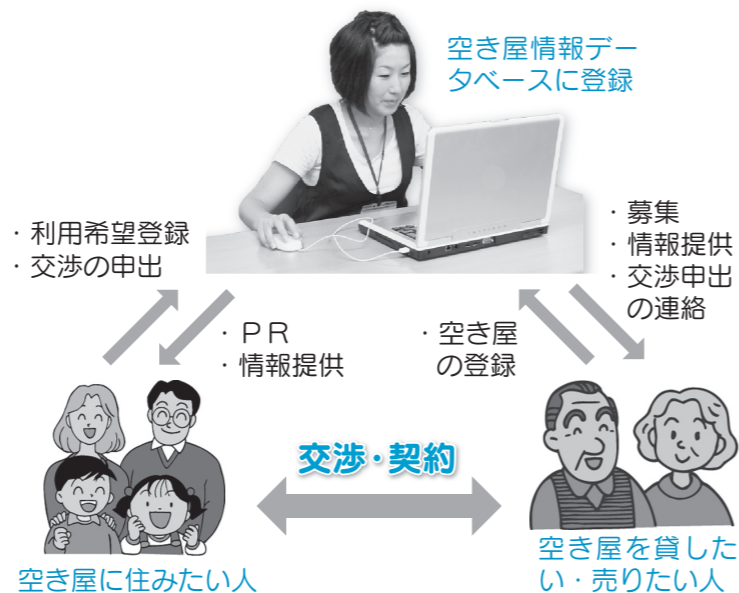 空き屋情報デー
タベースに登録
・利用希望登録
・交渉の申出
・募集
・情報提供
・交渉申出
の連絡
・ＰＲ
・情報提供
・空き屋
の登録
交渉・契約
空き屋に住みたい人
空き屋を貸した
い・売りたい人